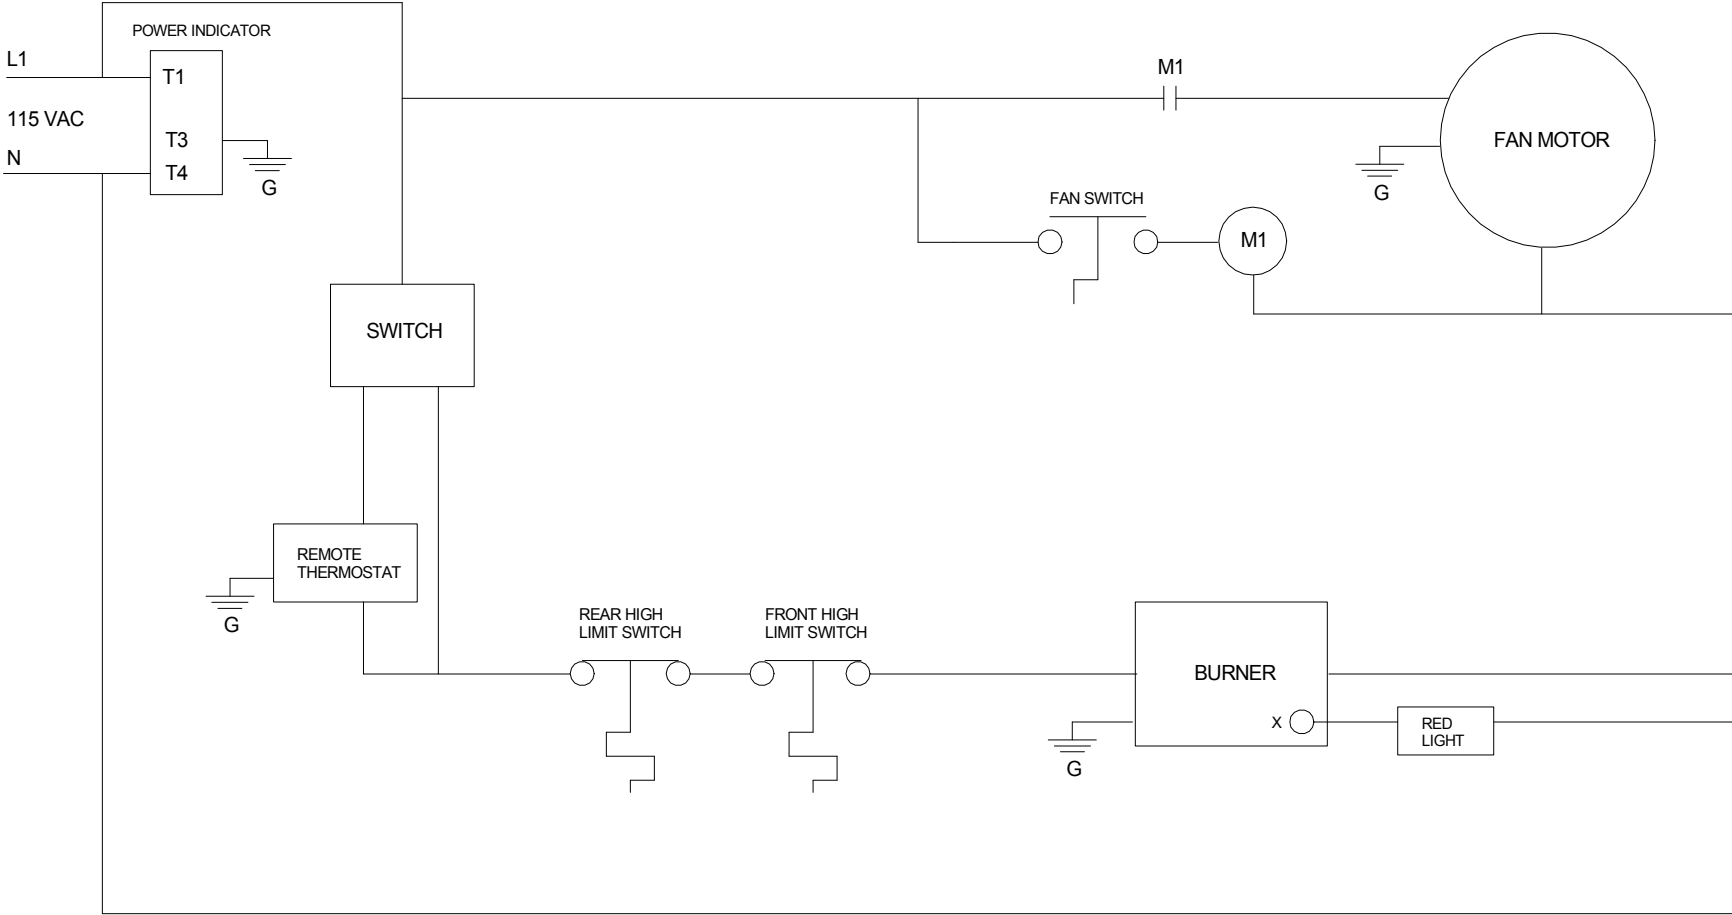 POWER INDICATOR
L1
T1
115 VAC
T3
N
T4
G
M1
FAN MOTOR
G
FAN SWITCH
M1
SWITCH
REMOTE
THERMOSTAT
G
REAR HIGH
LIMIT SWITCH
FRONT HIGH
LIMIT SWITCH
BURNER
X
G
RED
LIGHT